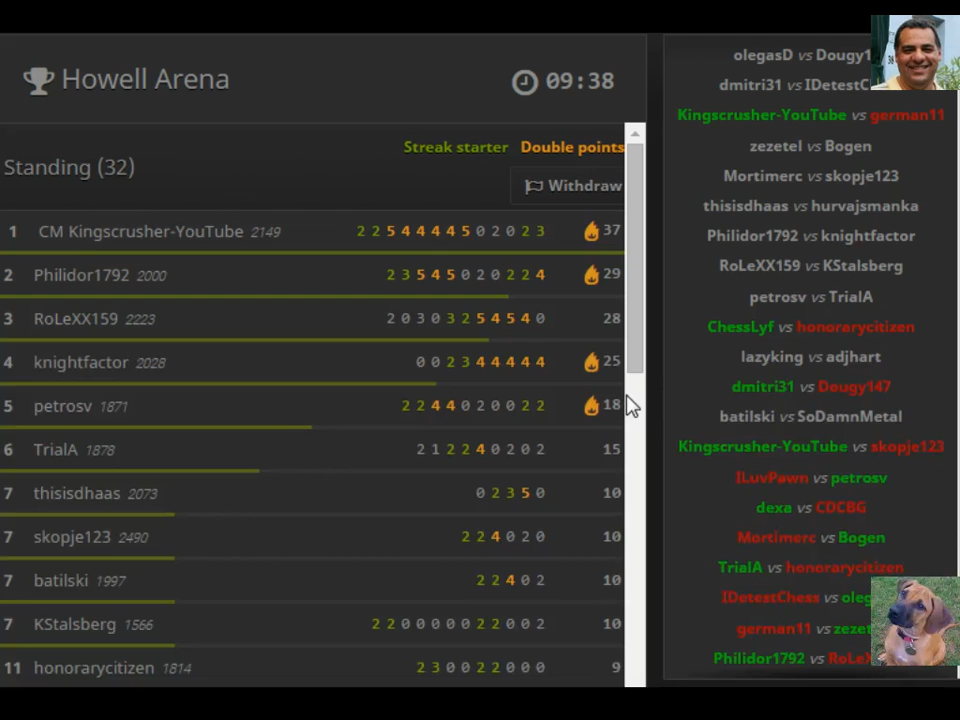 Howell Arena
09:38
Standing (32)
Streak starter Double points
Withdraw
1 CM Kingscrusher-YouTube 2149 2 2 5 4 4 4 4 5 0 2 0 2 3 37
2 Philidor1792 2000 2 3 5 4 5 0 2 0 2 2 4 29
3 RoLeXX159 2223 2 0 3 0 3 2 5 4 5 4 0 28
4 knightfactor 2028 0 0 2 3 4 4 4 4 4 25
5 petrosv 1871 2 2 4 4 0 2 0 0 2 2 18
6 TrialA 1878 2 1 2 2 4 0 2 0 2 15
7 thisisdhaas 2073 0 2 3 5 0 10
7 skopje123 2490 2 2 4 0 2 0 10
7 batilski 1997 2 2 4 0 2 10
7 KStalsberg 1566 2 2 0 0 0 0 0 2 2 0 0 2 10
11 honorarycitizen 1814 2 3 0 0 2 2 0 0 0 9
olegasD vs Dougy1
dmitri31 vs IDetestC
Kingscrusher-YouTube vs german11
zezetel vs Bogen
Mortimerc vs skopje123
thisisdhaas vs hurvajsmanka
Philidor1792 vs knightfactor
RoLeXX159 vs KStalsberg
petrosv vs TrialA
ChessLyf vs honorarycitizen
lazyking vs adjhart
dmitri31 vs Dougy147
batilski vs SoDamnMetal
Kingscrusher-YouTube vs skopje123
ILuvPawn vs petrosv
dexa vs CDCBG
Mortimerc vs Bogen
TrialA vs honorarycitizen
IDetestChess vs oleg
german11 vs zezet
Philidor1792 vs RoLeX